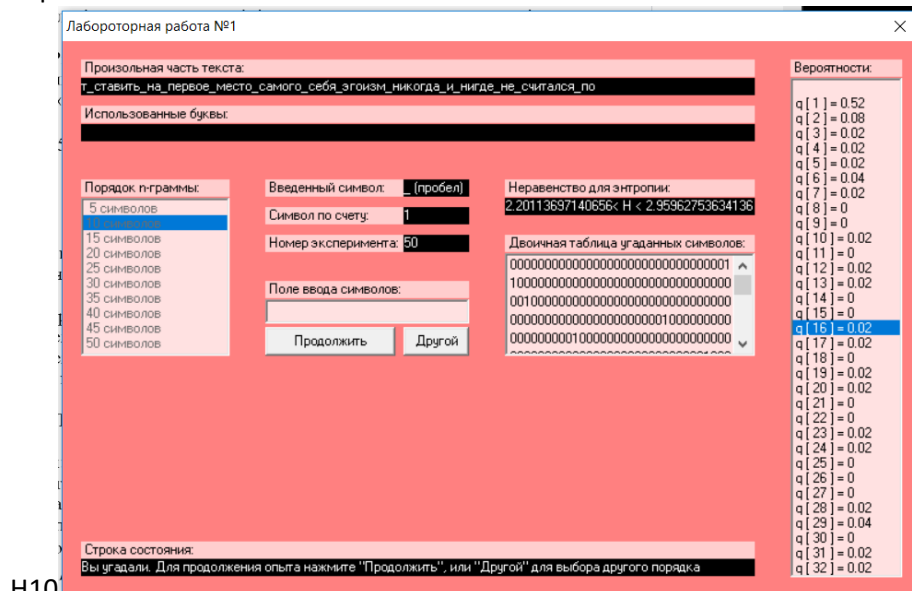 Лабороторная работа №1
Произольная часть текста:
т_ставить_на_первое_место_самого_себя_эгоизм_никогда_и_нигде_не_считался_по
Использованные буквы:
Порядок n-граммы:
5 символов
10 символов
15 символов
20 символов
25 символов
30 символов
35 символов
40 символов
45 символов
50 символов
Введенный символ: _ (пробел)
Символ по счету: 1
Номер эксперимента: 50
Поле ввода символов:
Продолжить Другой
Неравенство для энтропии:
2.20113697140656< H < 2.95962753634136
Двоичная таблица угаданных символов:
00000000000000000000000000000001
10000000000000000000000000000000
00100000000000000000000000000000
00000000000000000000001000000000
00000000010000000000000000000000
Вероятности:
q [ 1 ] = 0.52
q [ 2 ] = 0.08
q [ 3 ] = 0.02
q [ 4 ] = 0.02
q [ 5 ] = 0.02
q [ 6 ] = 0.04
q [ 7 ] = 0.02
q [ 8 ] = 0
q [ 9 ] = 0
q [ 10 ] = 0.02
q [ 11 ] = 0
q [ 12 ] = 0.02
q [ 13 ] = 0.02
q [ 14 ] = 0
q [ 15 ] = 0
q [ 16 ] = 0.02
q [ 17 ] = 0.02
q [ 18 ] = 0
q [ 19 ] = 0.02
q [ 20 ] = 0.02
q [ 21 ] = 0
q [ 22 ] = 0
q [ 23 ] = 0.02
q [ 24 ] = 0.02
q [ 25 ] = 0
q [ 26 ] = 0
q [ 27 ] = 0
q [ 28 ] = 0.02
q [ 29 ] = 0.04
q [ 30 ] = 0
q [ 31 ] = 0.02
q [ 32 ] = 0.02
Строка состояния:
Вы угадали. Для продолжения опыта нажмите "Продолжить", или "Другой" для выбора другого порядка
H10